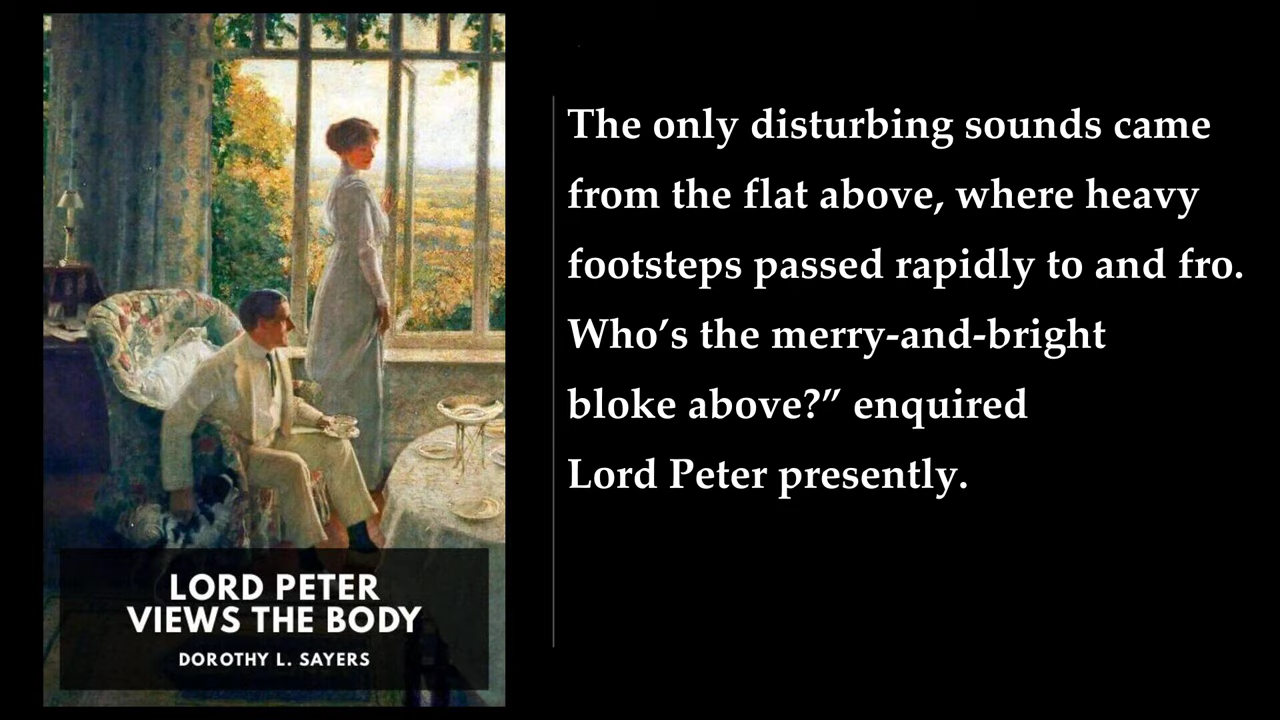 LORD PETER
VIEWS THE BODY
DOROTHY L. SAYERS
The only disturbing sounds came
from the flat above, where heavy
footsteps passed rapidly to and fro.
Who’s the merry-and-bright
bloke above?” enquired
Lord Peter presently.